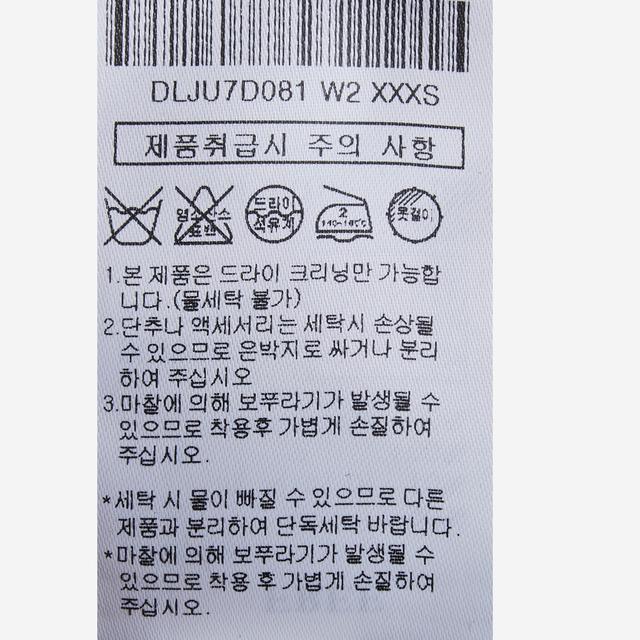 DLJU7D081 W2 XXXS
제품취급시 주의 사항
염소산소
표백
드라이
석유계
2
140~160℃
옷걸이
1.본 제품은 드라이 크리닝만 가능합
니다.(물세탁 불가)
2.단추나 액세서리는 세탁시 손상될
수 있으므로 은박지로 싸거나 분리
하여 주십시오
3.마찰에 의해 보푸라기가 발생될 수
있으므로 착용후 가볍게 손질하여
주십시오.
*세탁 시 물이 빠질 수 있으므로 다른
제품과 분리하여 단독세탁 바랍니다.
*마찰에 의해 보푸라기가 발생될 수
있으므로 착용 후 가볍게 손질하여
주십시오.